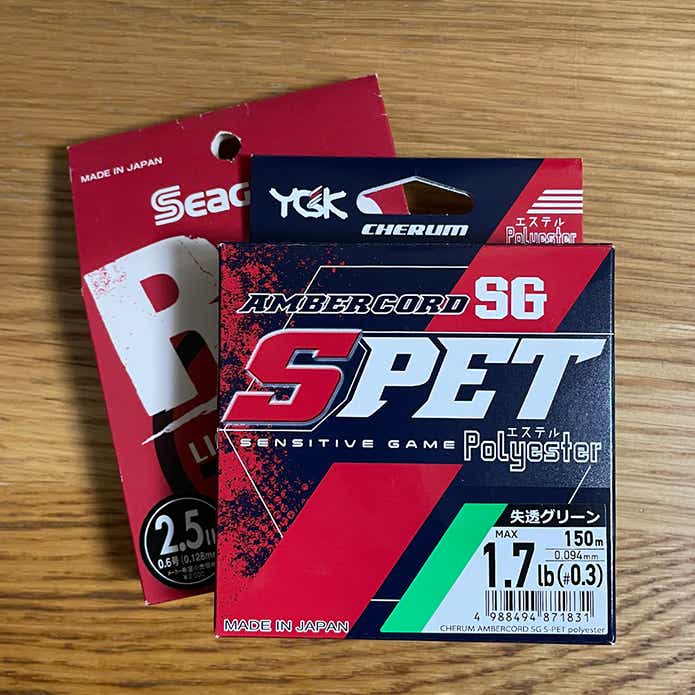 MADE IN JAPAN
SEAG
R
LI
2.5
0.6号(0.128mm
YGK
CHERUM
エステル
Polyester
AMBERCORD SG
SPET
SENSITIVE GAME
エステル
Polyester
失透グリーン
MAX
150m
0.094mm
1.7lb(#0.3)
4 988494 871831
MADE IN JAPAN
CHERUM AMBERCORD SG S-PET polyester